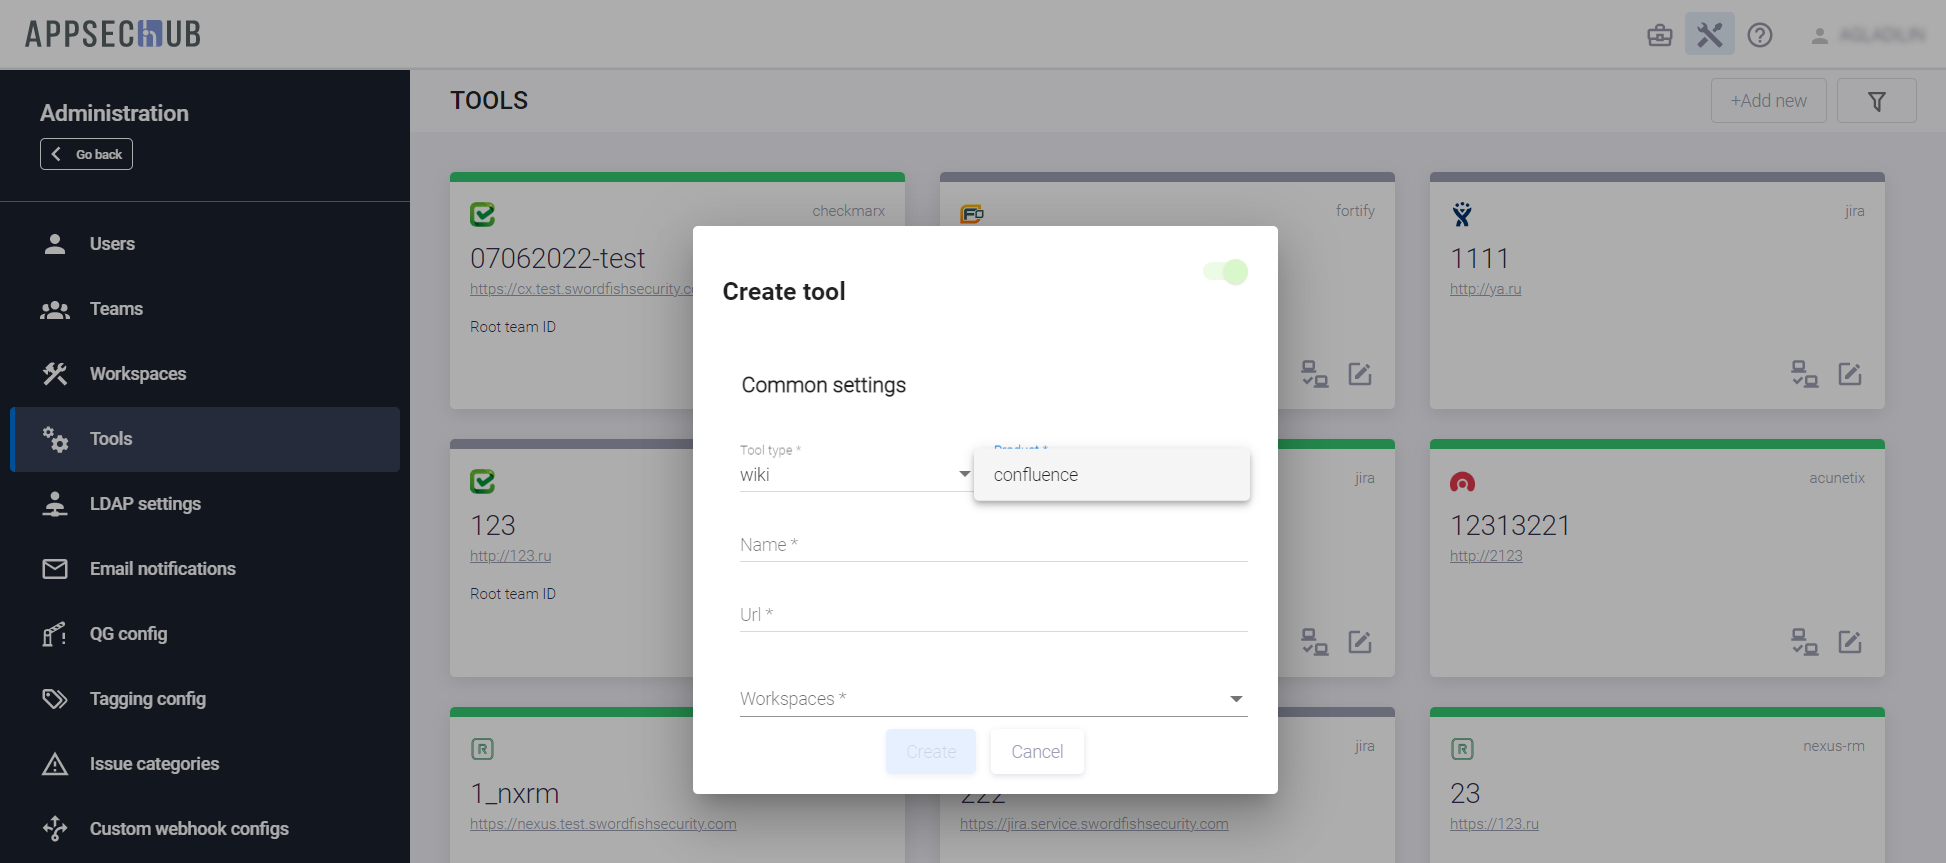 APPSECHUB
Administration
Go back
Users
Teams
Workspaces
Tools
LDAP settings
Email notifications
QG config
Tagging config
Issue categories
Custom webhook configs
TOOLS
+Add new
checkmarx
07062022-test
https://cx.test.swordfishsecurity.co
Root team ID
fortify
jira
1111
http://ya.ru
123
http://123.ru
Root team ID
jira
acunetix
12313221
http://2123
1_nxrm
https://nexus.test.swordfishsecurity.com
jira
222
https://jira.service.swordfishsecurity.com
nexus-rm
23
https://123.ru
Create tool
Common settings
Tool type *
wiki
Product *
confluence
Name *
Url *
Workspaces *
Create
Cancel